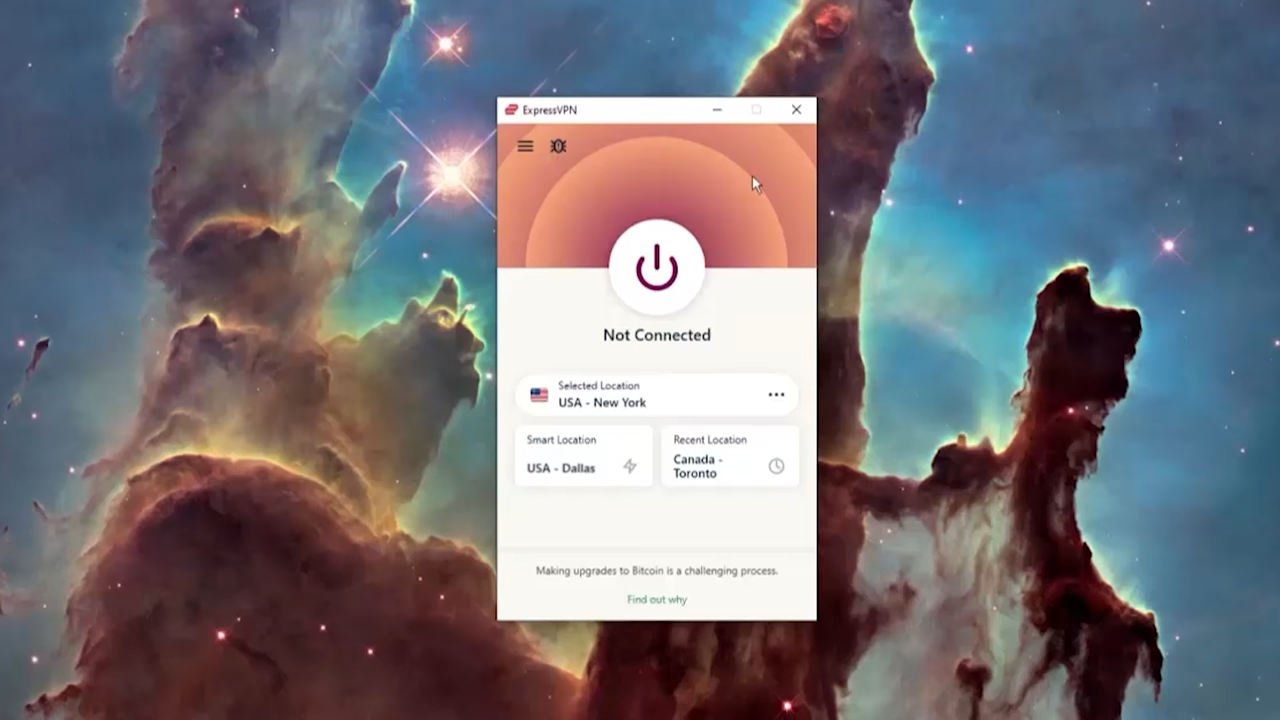 ExpressVPN
Not Connected
Selected Location
USA - New York
Smart Location
USA - Dallas
Recent Location
Canada -
Toronto
Making upgrades to Bitcoin is a challenging process.
Find out why